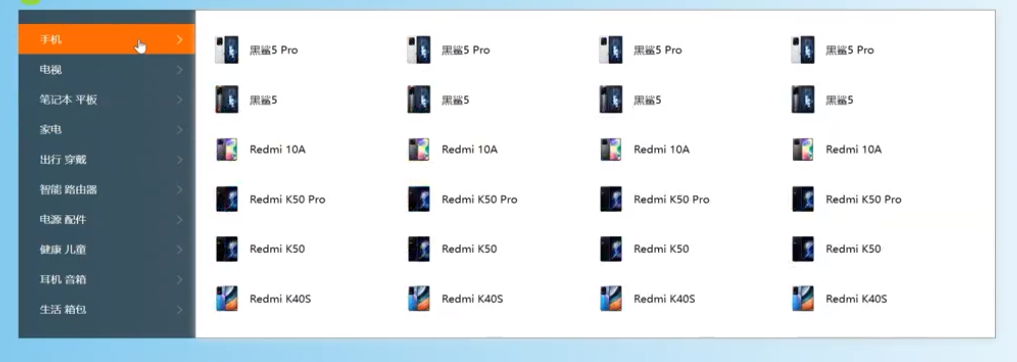 手机
电视
笔记本 平板
家电
出行 穿戴
智能 路由器
电源 配件
健康 儿童
耳机 音箱
生活 箱包
黑鲨5 Pro 黑鲨5 Pro 黑鲨5 Pro 黑鲨5 Pro
黑鲨5 黑鲨5 黑鲨5 黑鲨5
Redmi 10A Redmi 10A Redmi 10A Redmi 10A
Redmi K50 Pro Redmi K50 Pro Redmi K50 Pro Redmi K50 Pro
Redmi K50 Redmi K50 Redmi K50 Redmi K50
Redmi K40S Redmi K40S Redmi K40S Redmi K40S